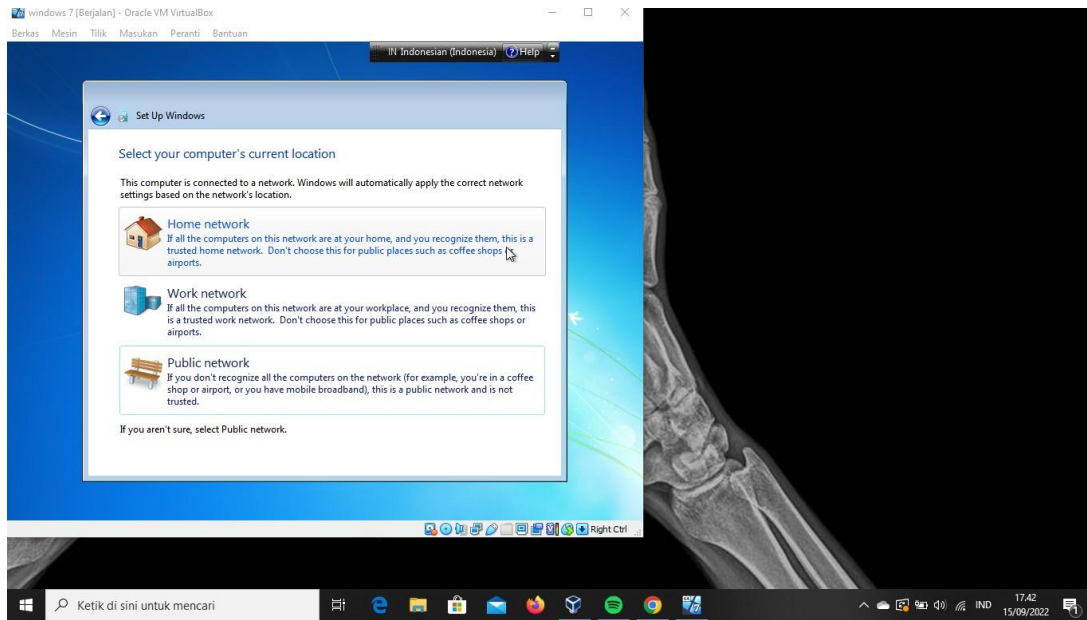 windows 7 [Berjalan] - Oracle VM VirtualBox
Berkas Mesin Tilik Masukan Peranti Bantuan
IN Indonesian (Indonesia) Help
Set Up Windows
Select your computer's current location
This computer is connected to a network. Windows will automatically apply the correct network
settings based on the network's location.
Home network
If all the computers on this network are at your home, and you recognize them, this is a
trusted home network. Don't choose this for public places such as coffee shops
airports.
Work network
If all the computers on this network are at your workplace, and you recognize them, this
is a trusted work network. Don't choose this for public places such as coffee shops or
airports.
Public network
If you don't recognize all the computers on the network (for example, you're in a coffee
shop or airport, or you have mobile broadband), this is a public network and is not
trusted.
If you aren't sure, select Public network.
Right Ctrl
Ketik di sini untuk mencari
IND
17.42
15/09/2022